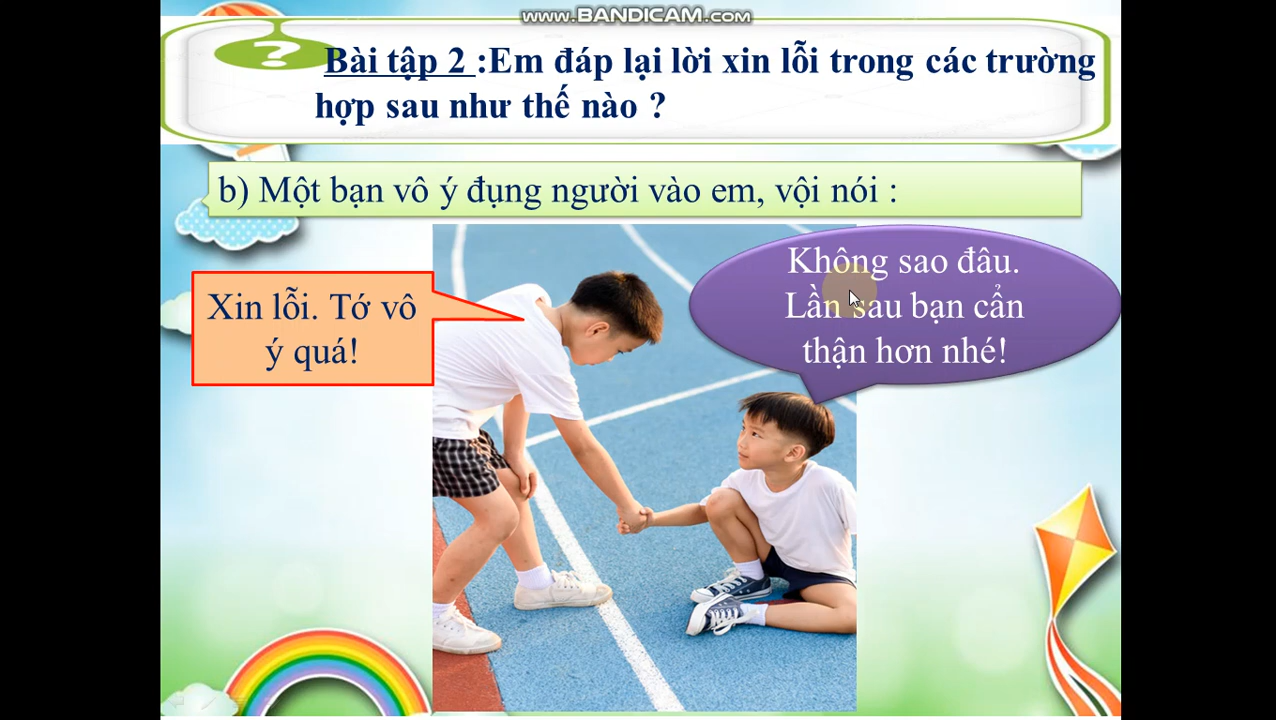 www.BANDICAM.com
?
Bài tập 2 :Em đáp lại lời xin lỗi trong các trường
hợp sau như thế nào ?
b) Một bạn vô ý đụng người vào em, vội nói :
Xin lỗi. Tớ vô
ý quá!
Không sao đâu.
Lần sau bạn cẩn
thận hơn nhé!